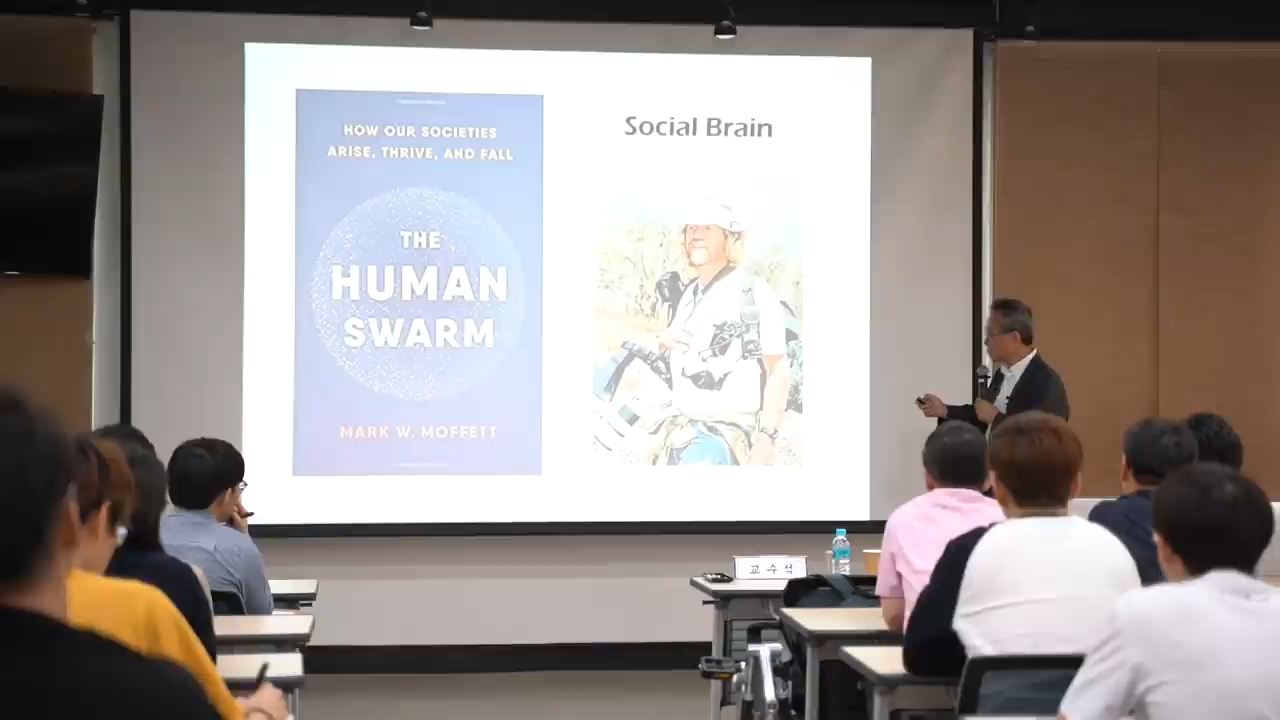 HOW OUR SOCIETIES
ARISE, THRIVE, AND FALL
THE
HUMAN
SWARM
MARK W. MOFFETT
Social Brain
교 수 석